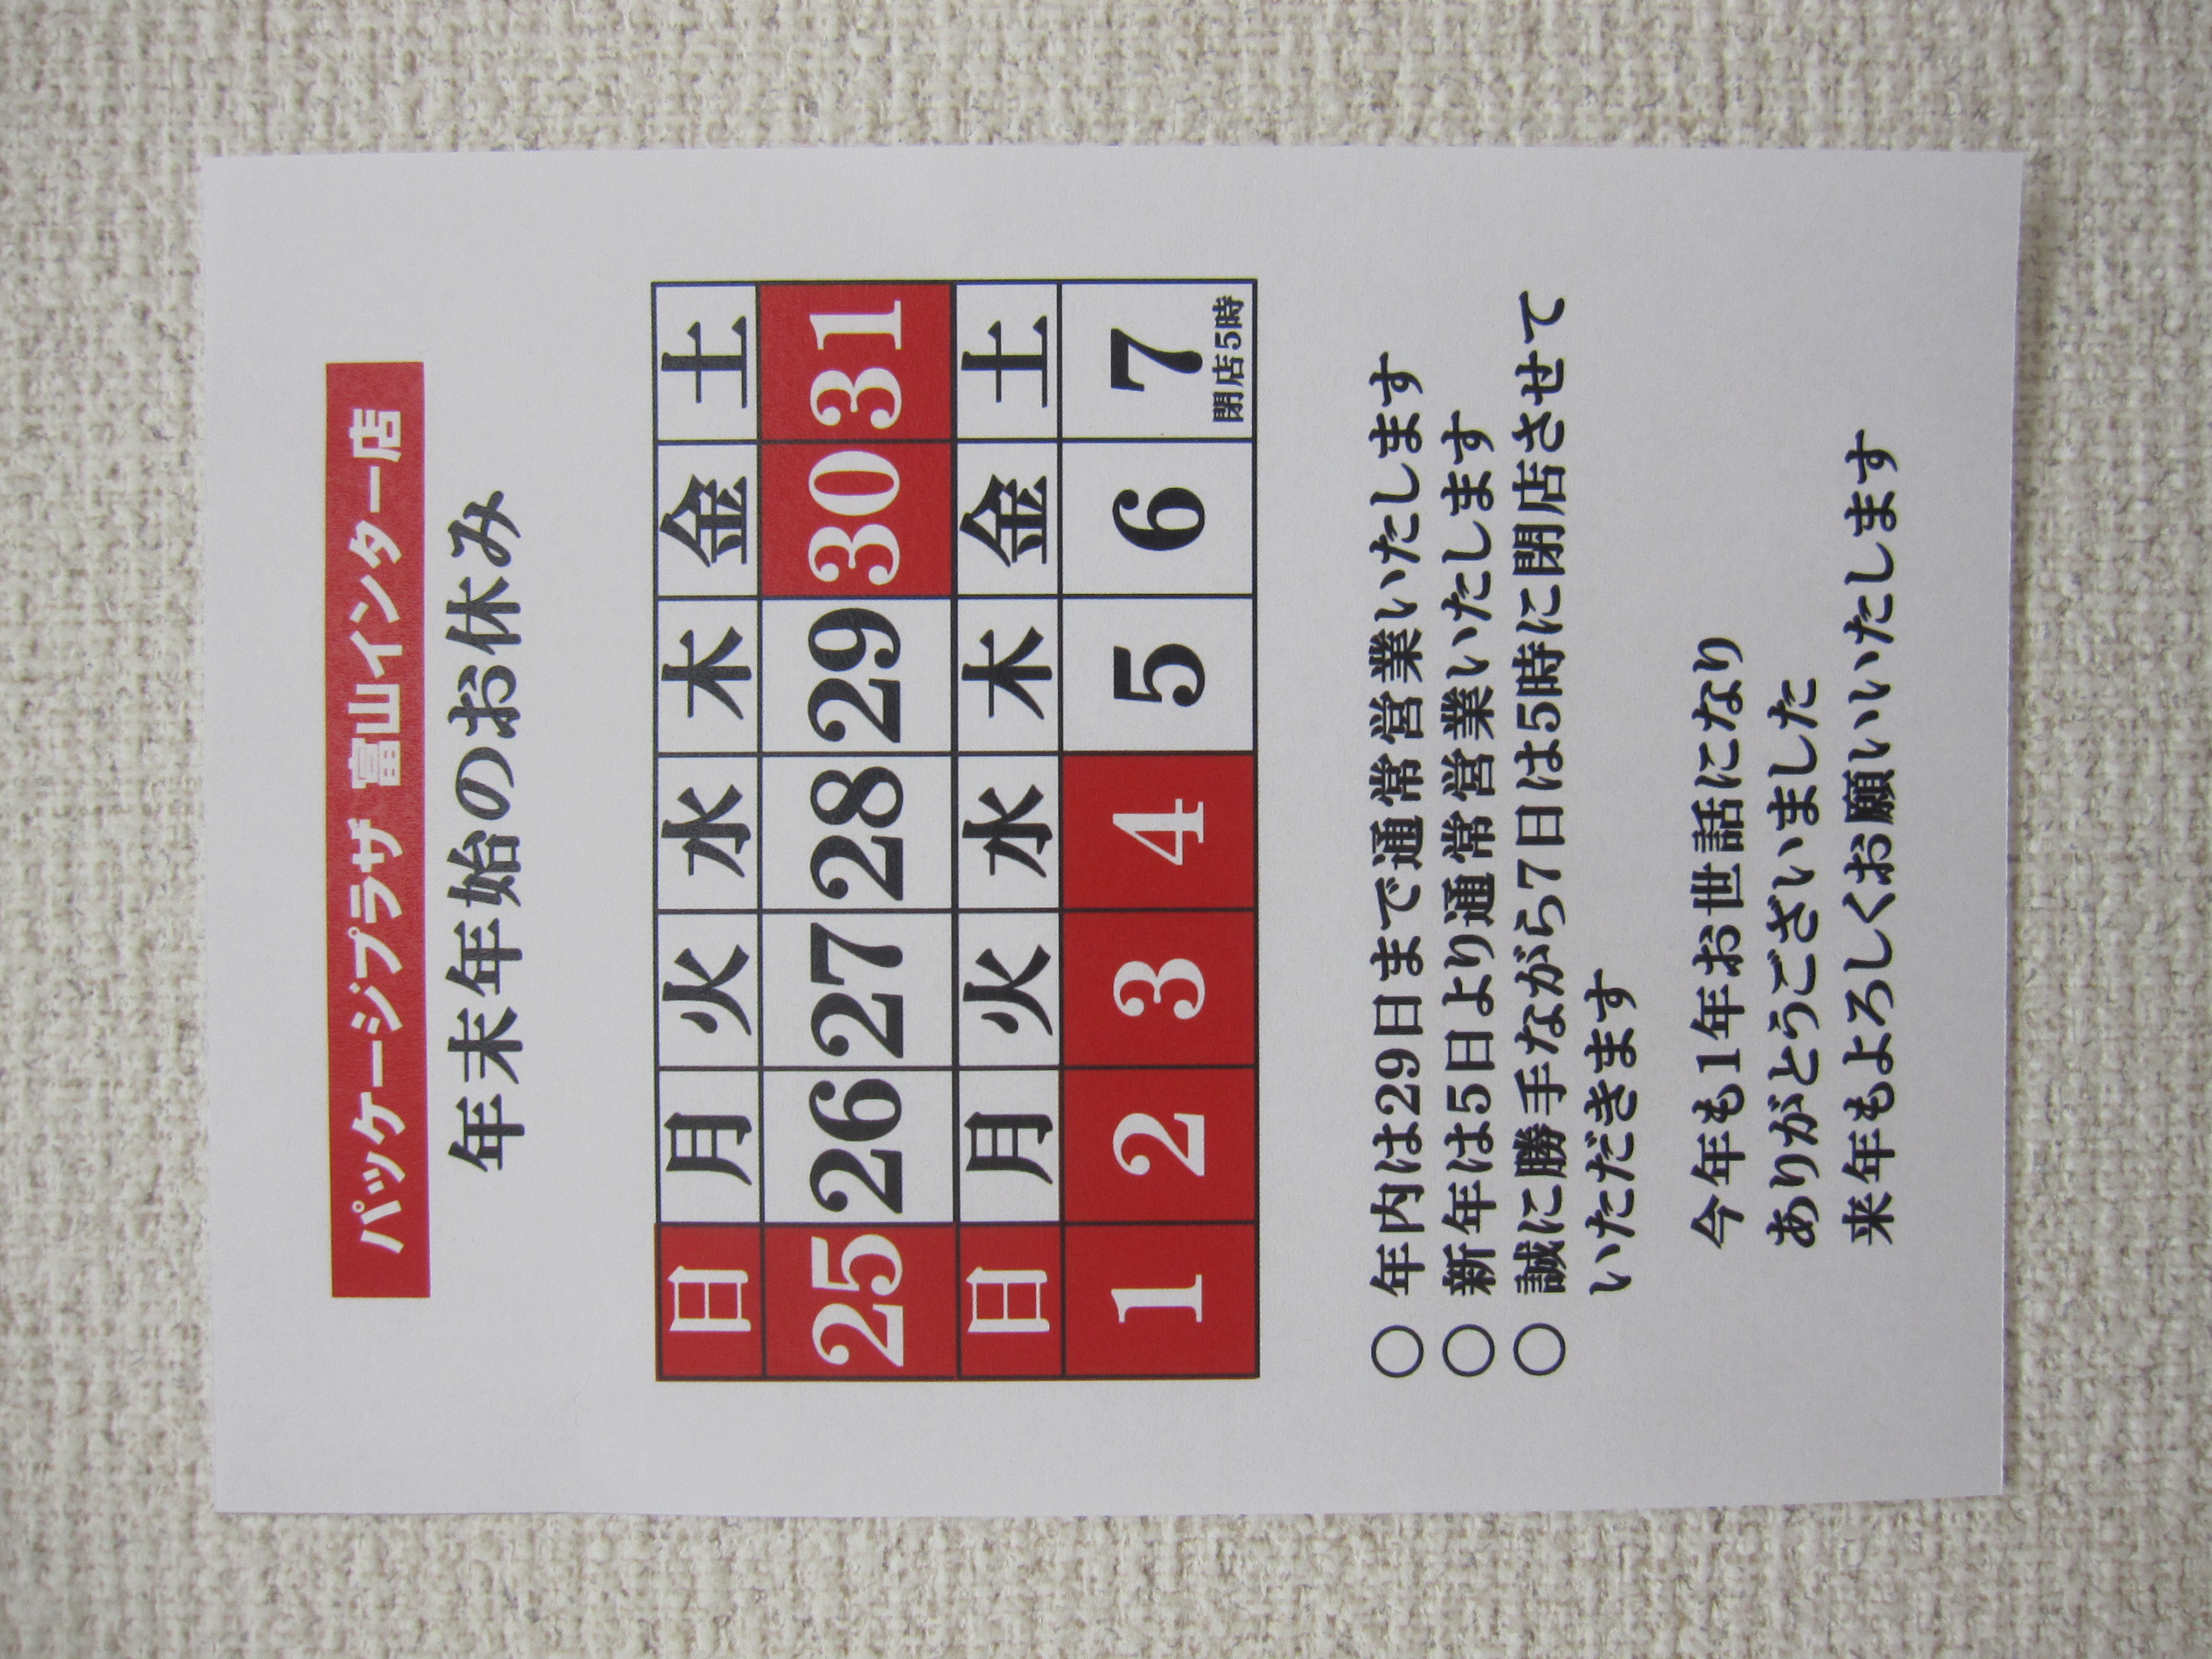 パッケージプラザ 富山インター店
年末年始のお休み
日 月 火 水 木 金 土
25 26 27 28 29 30 31
日 月 火 水 木 金 土
1 2 3 4 5 6 7
閉店5時
○ 年内は29日まで通常営業いたします
○ 新年は5日より通常営業いたします
○ 誠に勝手ながら7日は5時に閉店させて
いただきます
今年も1年お世話になり
ありがとうございました
来年もよろしくお願いいたします